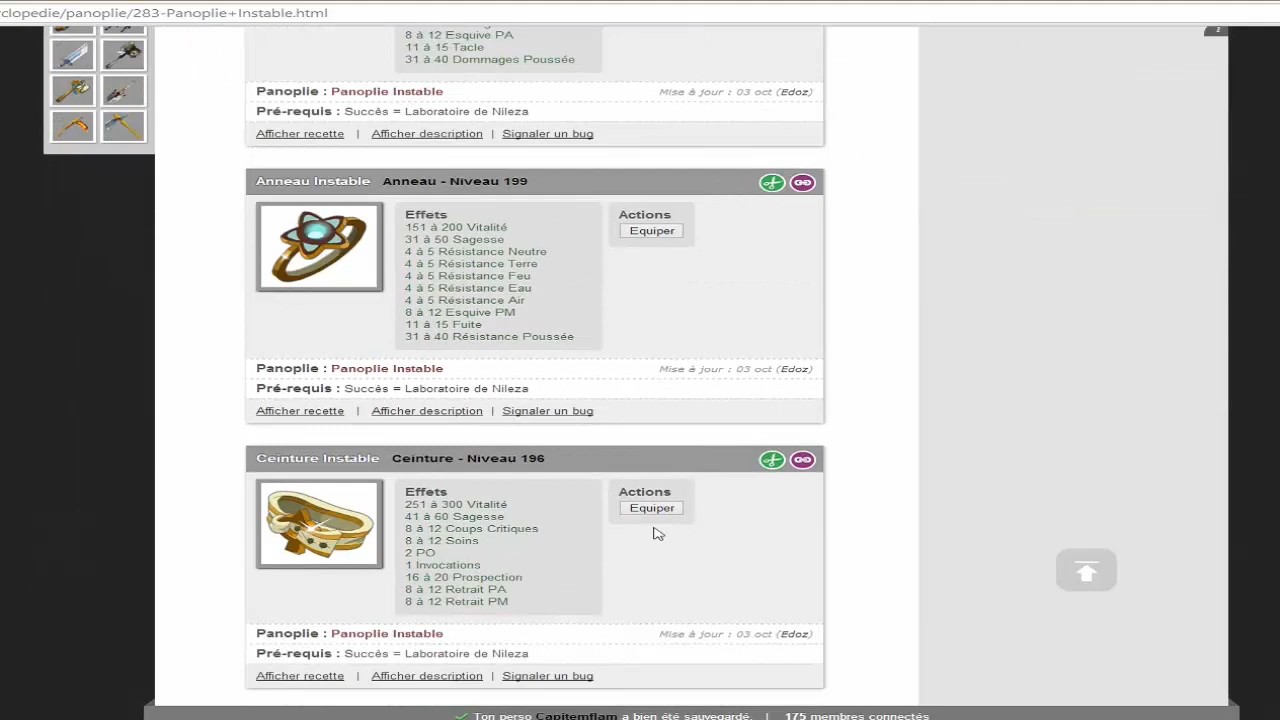 clopedie/panoplie/283-Panoplie+Instable.html
8 à 12 Esquive PA
11 à 15 Tacle
31 à 40 Dommages Poussée
Panoplie : Panoplie Instable Mise à jour : 03 oct (Edoz)
Pré-requis : Succès = Laboratoire de Nileza
Afficher recette | Afficher description | Signaler un bug
Anneau Instable Anneau - Niveau 199
Effets
151 à 200 Vitalité
31 à 50 Sagesse
4 à 5 Résistance Neutre
4 à 5 Résistance Terre
4 à 5 Résistance Feu
4 à 5 Résistance Eau
4 à 5 Résistance Air
8 à 12 Esquive PM
11 à 15 Fuite
31 à 40 Résistance Poussée
Actions
Equiper
Panoplie : Panoplie Instable Mise à jour : 03 oct (Edoz)
Pré-requis : Succès = Laboratoire de Nileza
Afficher recette | Afficher description | Signaler un bug
Ceinture Instable Ceinture - Niveau 196
Effets
251 à 300 Vitalité
41 à 60 Sagesse
8 à 12 Coups Critiques
8 à 12 Soins
2 PO
1 Invocations
16 à 20 Prospection
8 à 12 Retrait PA
8 à 12 Retrait PM
Actions
Equiper
Panoplie : Panoplie Instable Mise à jour : 03 oct (Edoz)
Pré-requis : Succès = Laboratoire de Nileza
Afficher recette | Afficher description | Signaler un bug
Ton perso Capitemflam a bien été sauvegardé. | 175 membres connectés